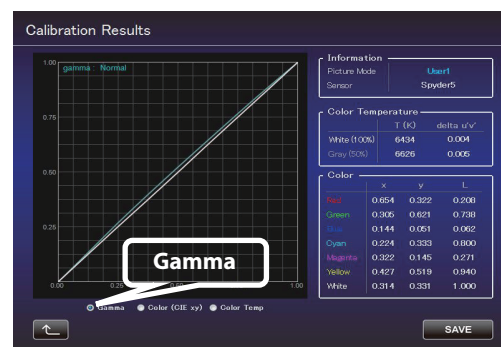 Calibration Results
gamma : Normal
1.00
0.75
0.50
0.25
0.00 0.25 1.00
Gamma
Gamma Color (CIE xy) Color Temp
Information
Picture Mode User1
Sensor Spyder5
Color Temperature
T (K) delta u'v'
White (100%) 6434 0.004
Gray (50%) 6626 0.005
Color
x y L
Red 0.654 0.322 0.208
Green 0.305 0.621 0.738
Blue 0.144 0.051 0.062
Cyan 0.224 0.333 0.800
Magenta 0.322 0.145 0.271
Yellow 0.427 0.519 0.940
White 0.314 0.331 1.000
SAVE